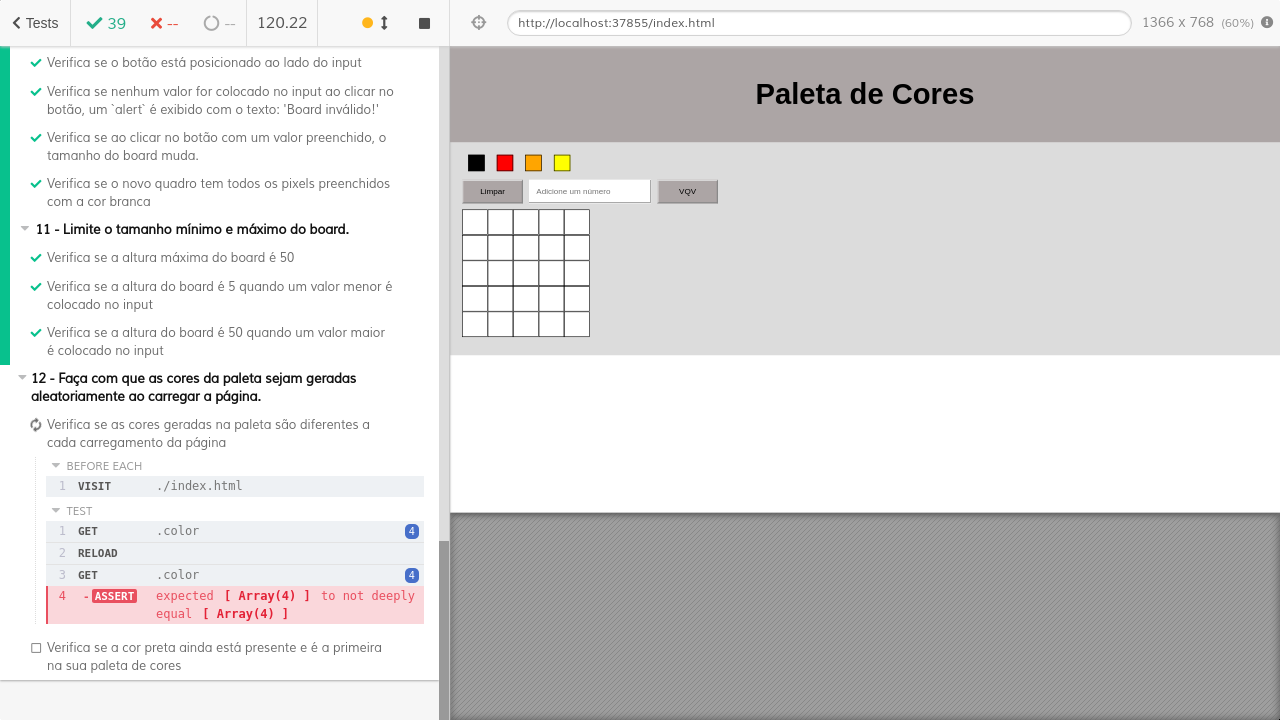 Tests 39 -- -- 120.22
http://localhost:37855/index.html 1366 x 768 (60%)
Verifica se o botão está posicionado ao lado do input
Verifica se nenhum valor for colocado no input ao clicar no
botão, um `alert` é exibido com o texto: 'Board inválido!'
Verifica se ao clicar no botão com um valor preenchido, o
tamanho do board muda.
Verifica se o novo quadro tem todos os pixels preenchidos
com a cor branca
11 - Limite o tamanho mínimo e máximo do board.
Verifica se a altura máxima do board é 50
Verifica se a altura do board é 5 quando um valor menor é
colocado no input
Verifica se a altura do board é 50 quando um valor maior
é colocado no input
12 - Faça com que as cores da paleta sejam geradas
aleatoriamente ao carregar a página.
Verifica se as cores geradas na paleta são diferentes a
cada carregamento da página
BEFORE EACH
1 VISIT ./index.html
TEST
1 GET .color 4
2 RELOAD
3 GET .color 4
4 -ASSERT expected [ Array(4) ] to not deeply
equal [ Array(4) ]
Verifica se a cor preta ainda está presente e é a primeira
na sua paleta de cores
Paleta de Cores
Limpar Adicione um número VQV